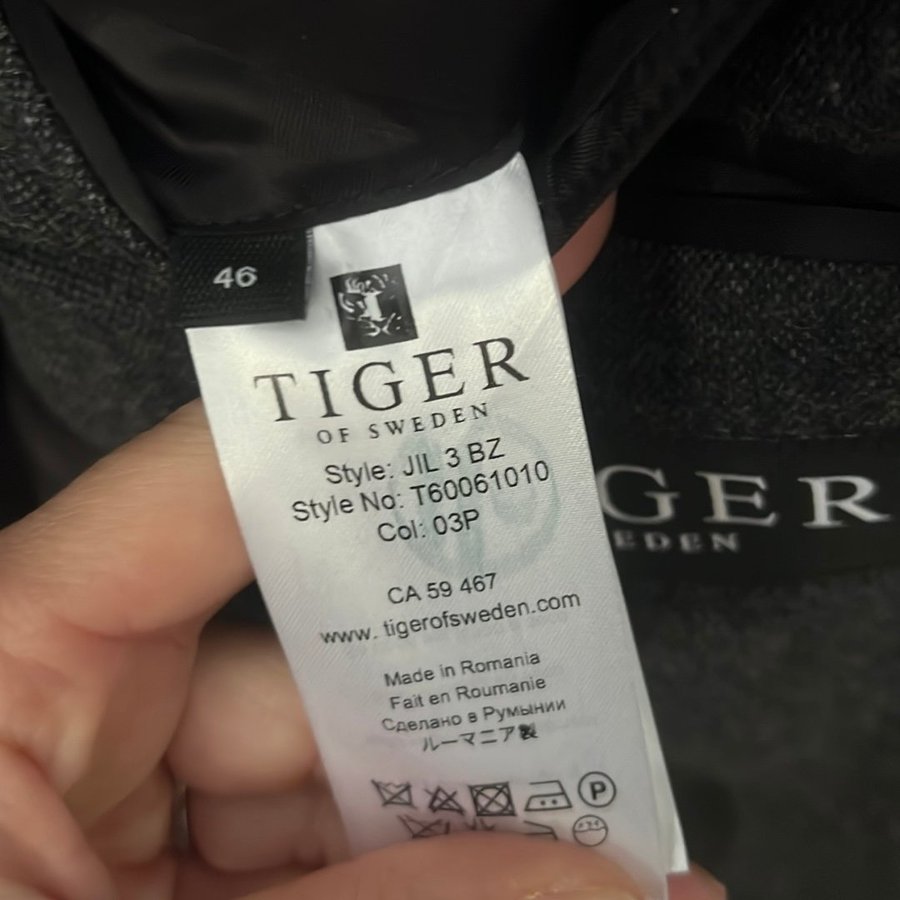 46
TIGER
OF SWEDEN
Style: JIL 3 BZ
Style No: T60061010
Col: 03P
CA 59 467
www. tigerofsweden.com
Made in Romania
Fait en Roumanie
Сделано в Румынии
ルーマニア製
P
GER
EDEN